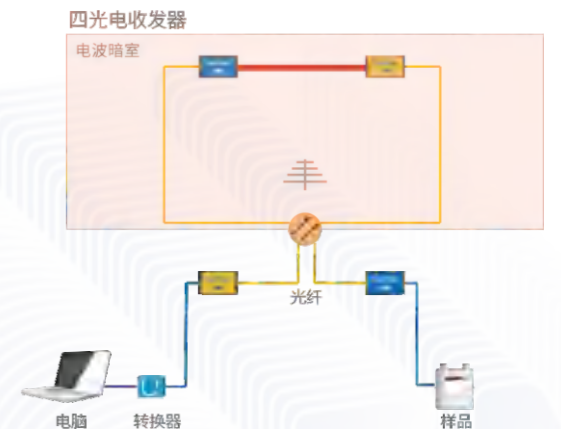 四光电收发器
电波暗室
光纤
电脑
转换器
样品